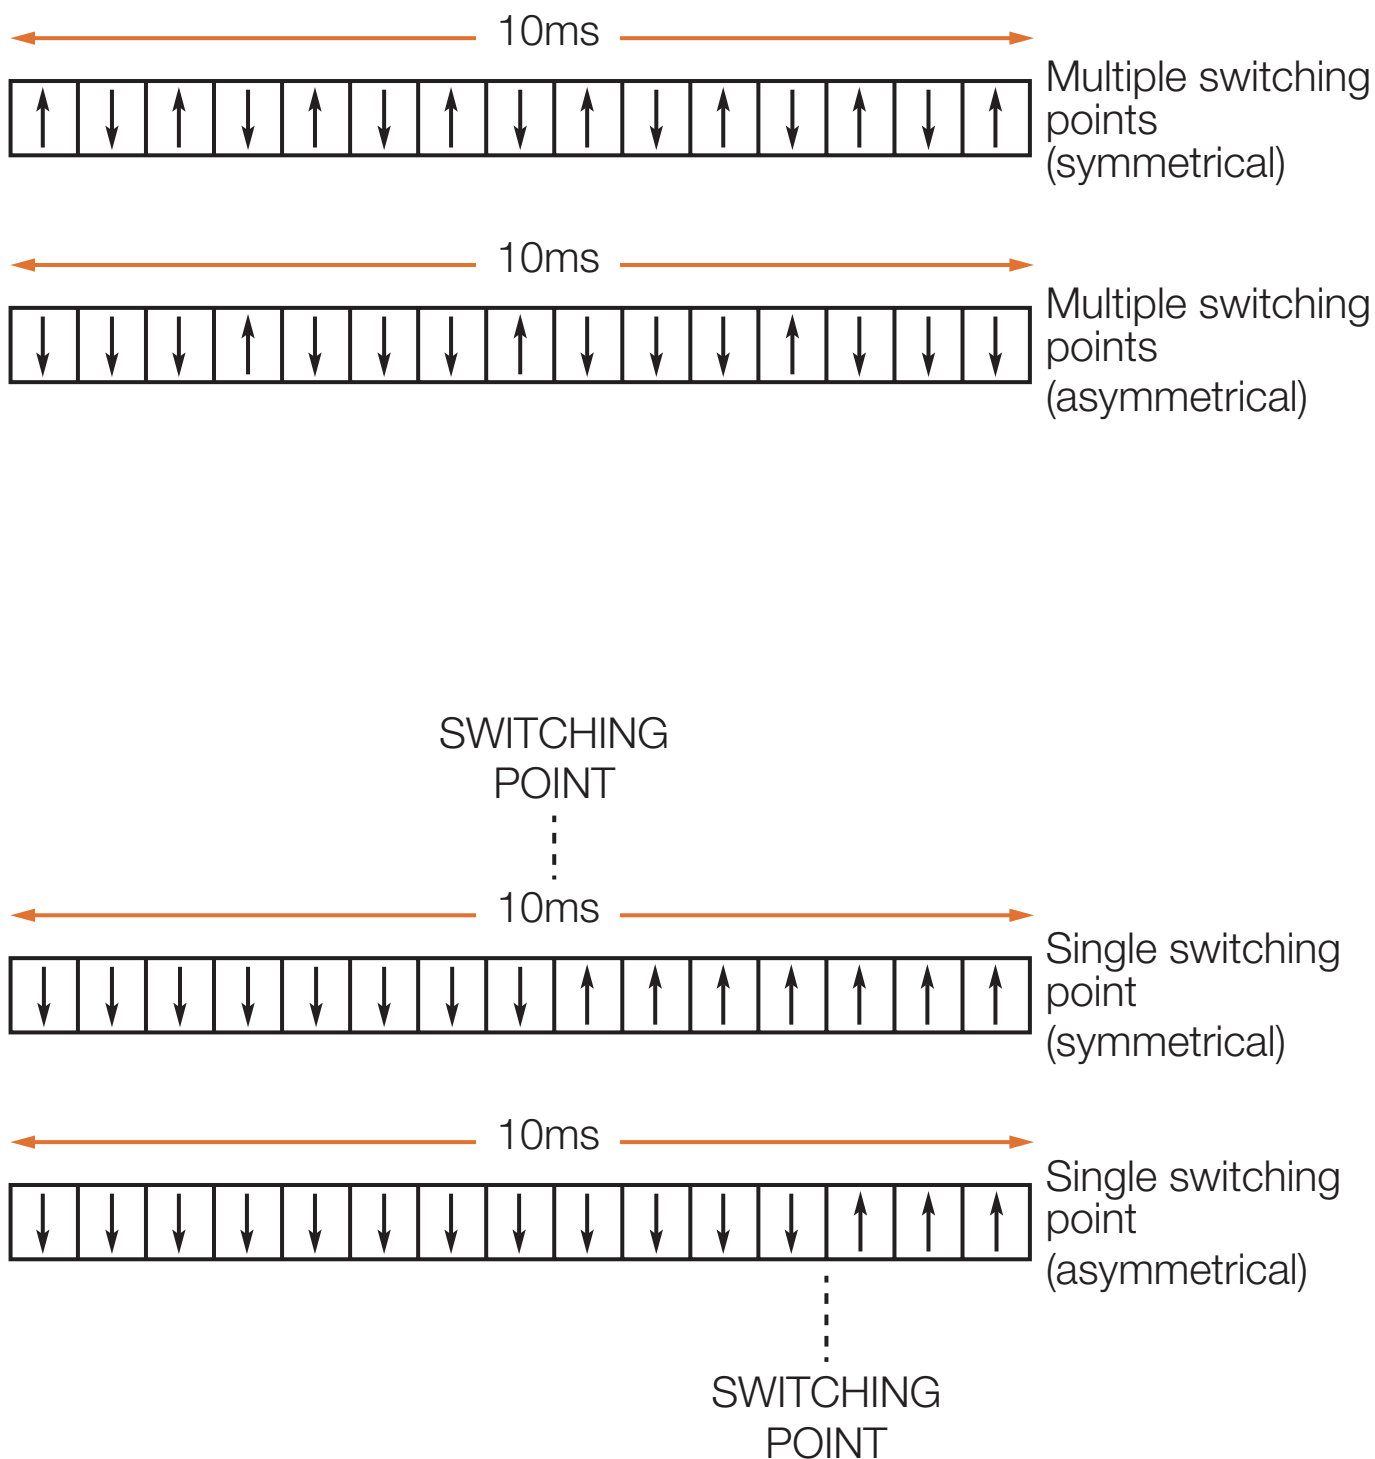 10ms
Multiple switching
points
(symmetrical)
10ms
Multiple switching
points
(asymmetrical)
SWITCHING
POINT
10ms
Single switching
point
(symmetrical)
10ms
Single switching
point
(asymmetrical)
SWITCHING
POINT